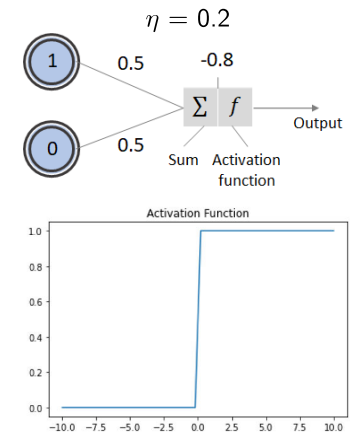 η = 0.2
1
0.5
-0.8
Σ f
Output
0
0.5
Sum Activation
function
Activation Function
1.0
0.8
0.6
0.4
0.2
0.0
−10.0 −7.5 −5.0 −2.5 0.0 2.5 5.0 7.5 10.0